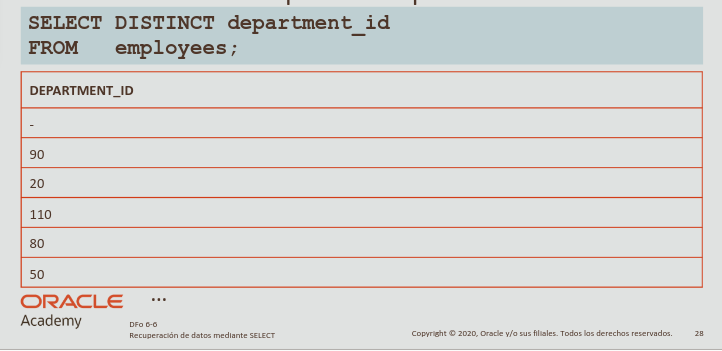 SELECT DISTINCT department_id
FROM employees;
DEPARTMENT_ID
-
90
20
110
80
50
...
ORACLE
Academy
DFo 6-6
Recuperación de datos mediante SELECT
Copyright © 2020, Oracle y/o sus filiales. Todos los derechos reservados.
28